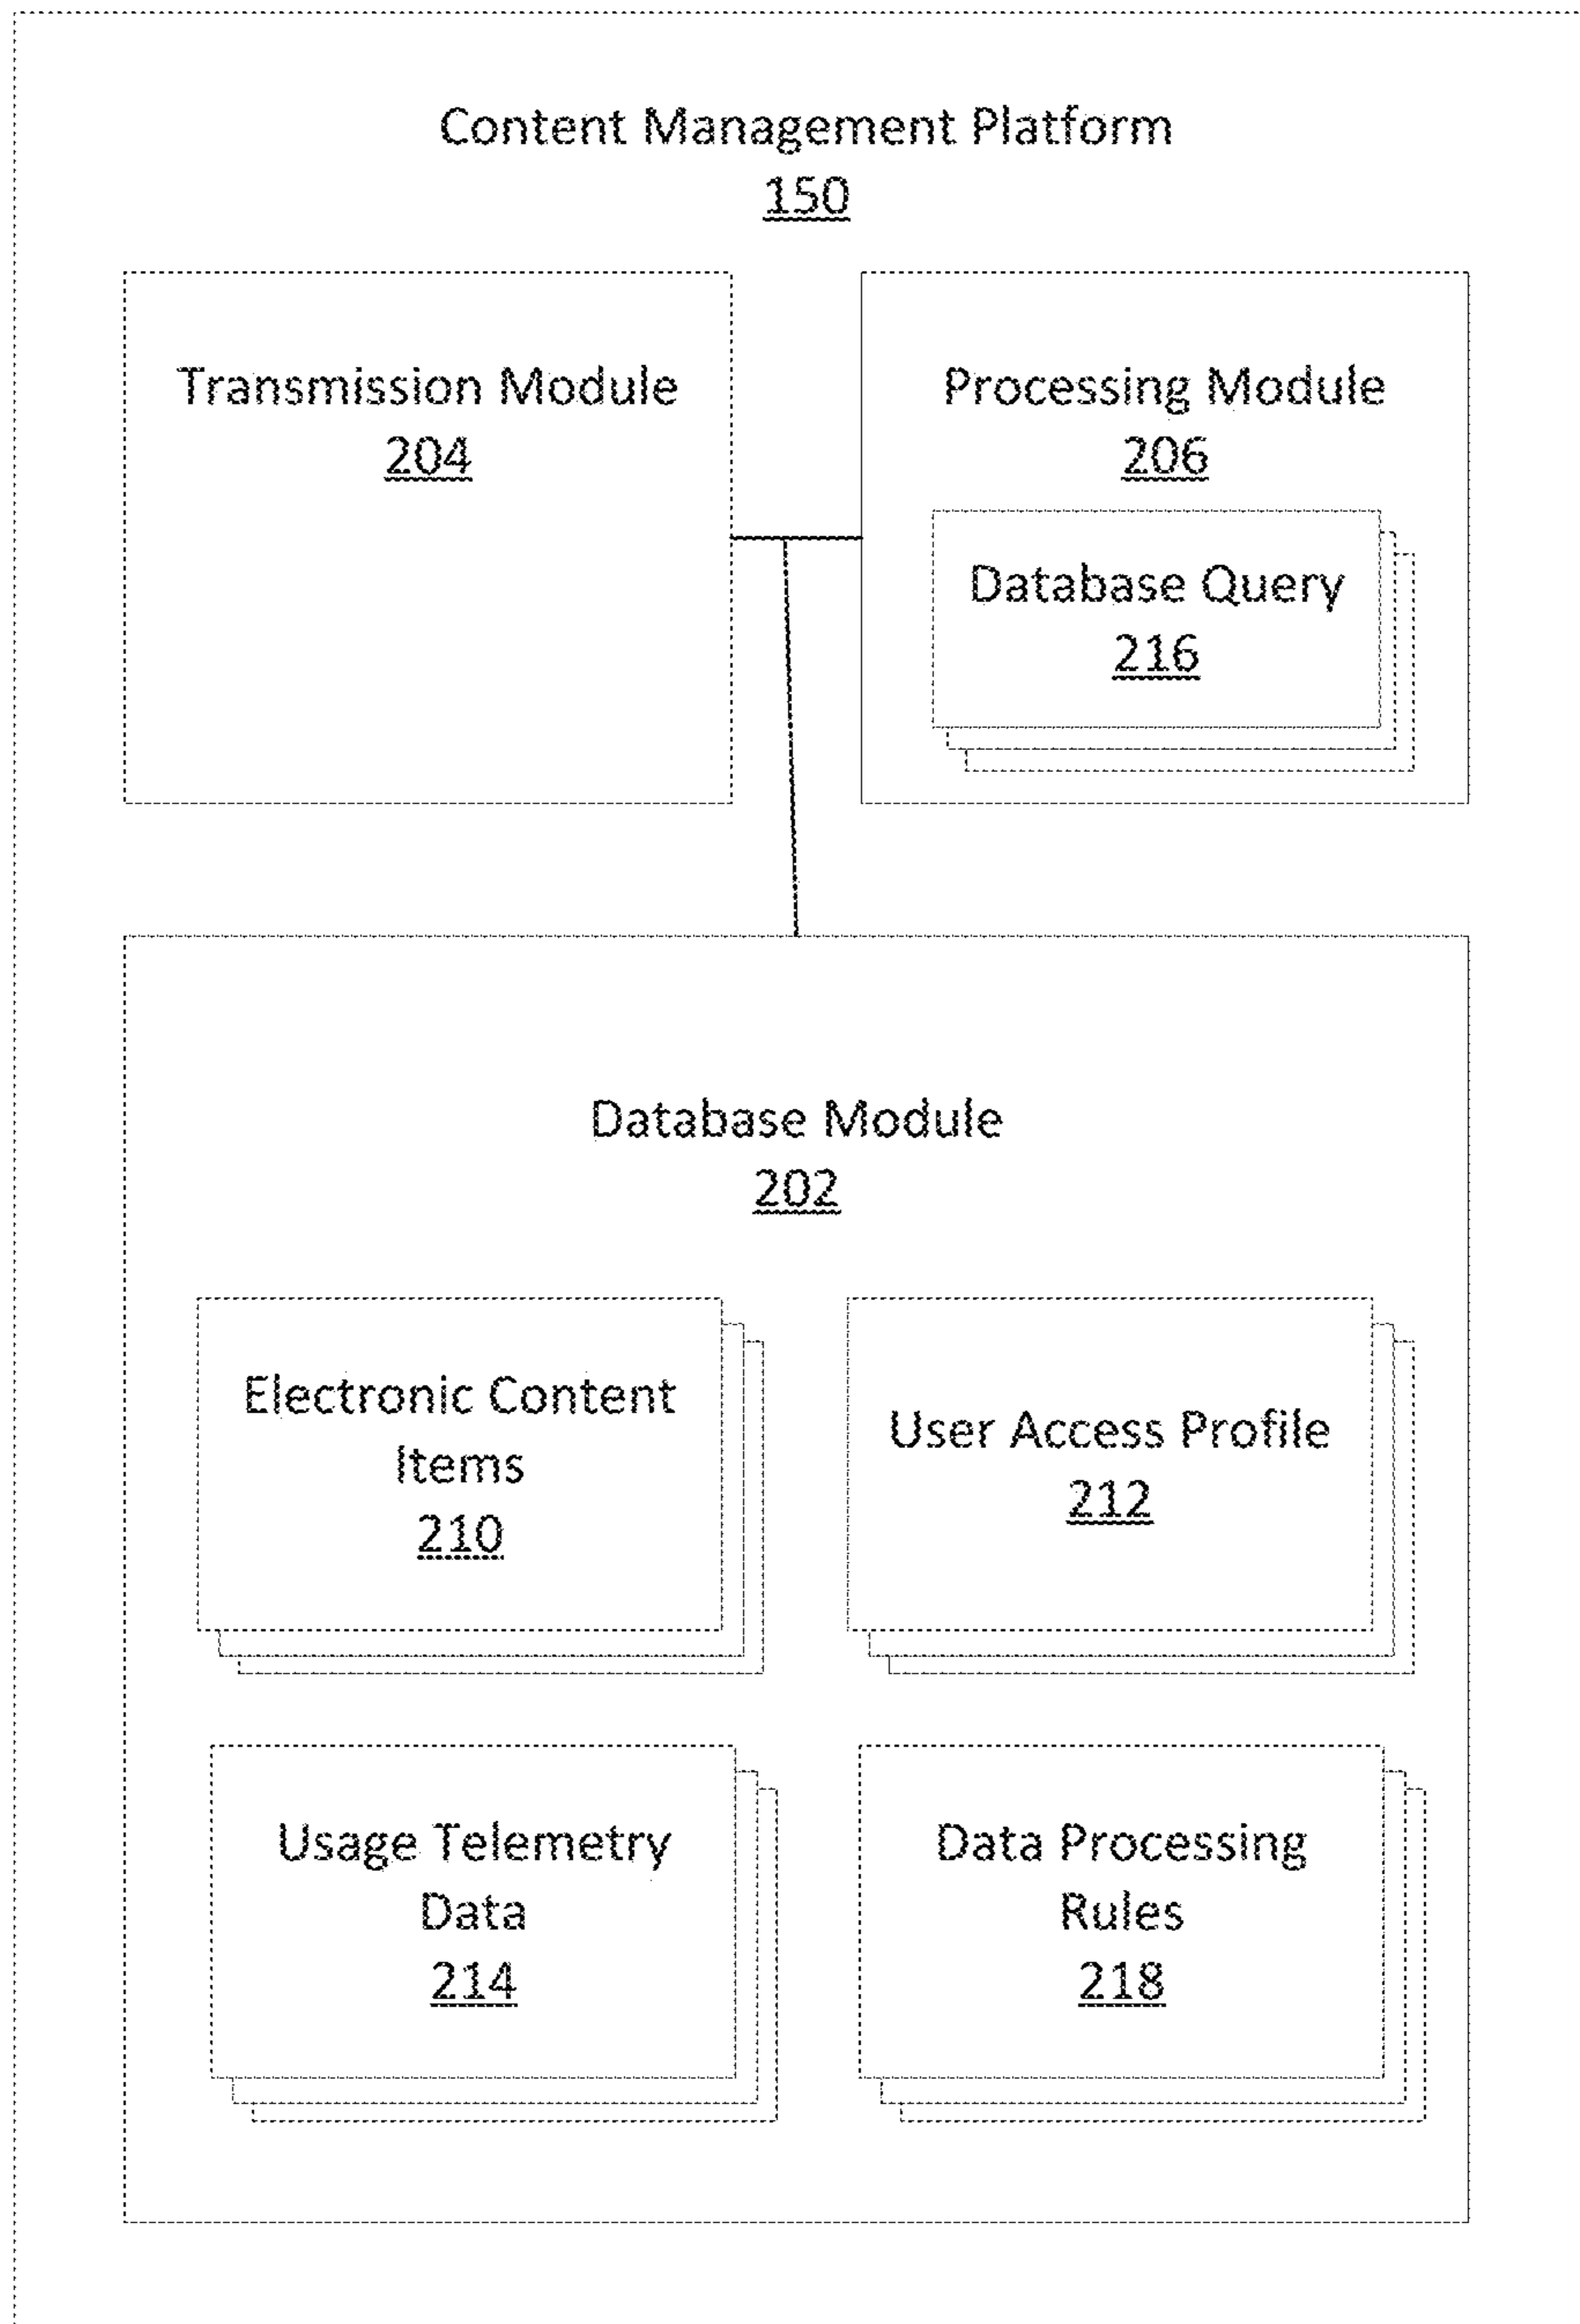 Content Management Platform
150
Transmission Module
204
Processing Module
206
Database Query
216
Database Module
202
Electronic Content
Items
210
User Access Profile
212
Usage Telemetry
Data
214
Data Processing
Rules
218